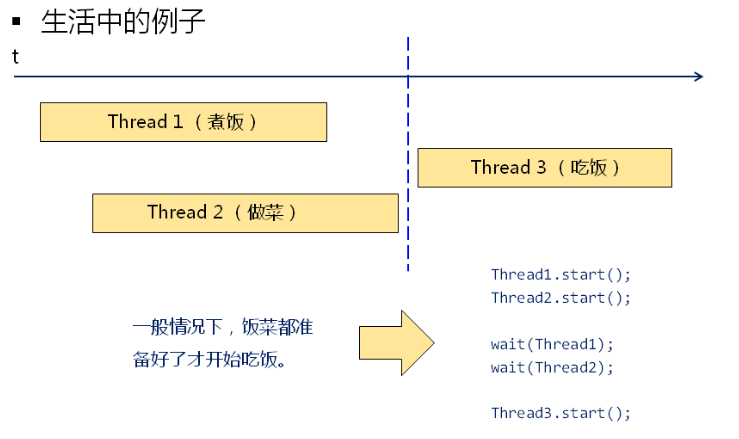 ▪ 生活中的例子
t
Thread 1（煮饭）
Thread 3（吃饭）
Thread 2（做菜）
一般情况下，饭菜都准
备好了才开始吃饭。
Thread1.start();
Thread2.start();
wait(Thread1);
wait(Thread2);
Thread3.start();